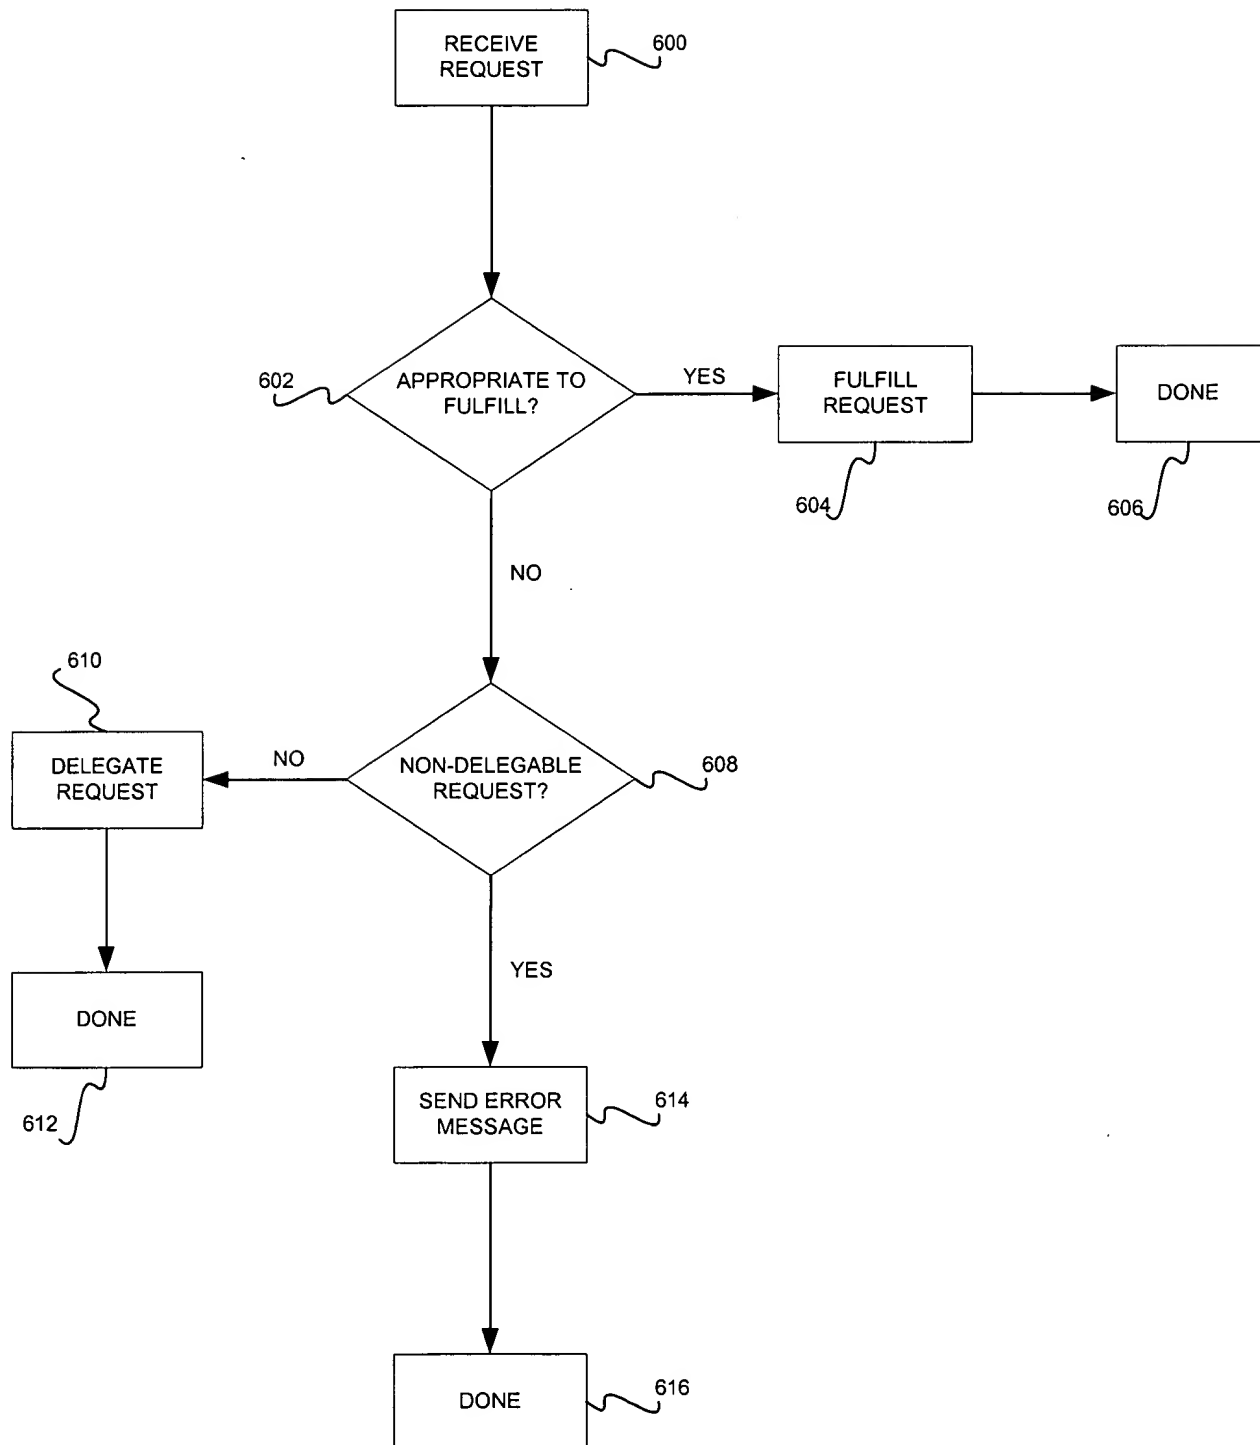 RECEIVE
REQUEST
600
602
APPROPRIATE TO
FULFILL?
YES
FULFILL
REQUEST
DONE
604
606
NO
610
DELEGATE
REQUEST
NO
NON-DELEGABLE
REQUEST?
608
DONE
612
YES
SEND ERROR
MESSAGE
614
DONE
616